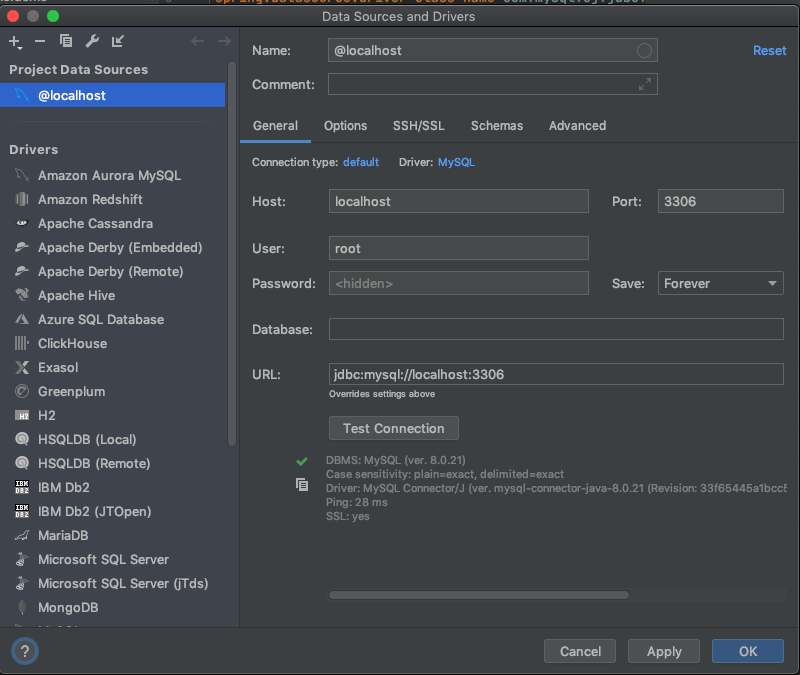 Data Sources and Drivers
Project Data Sources
@localhost
Drivers
Amazon Aurora MySQL
Amazon Redshift
Apache Cassandra
Apache Derby (Embedded)
Apache Derby (Remote)
Apache Hive
Azure SQL Database
ClickHouse
Exasol
Greenplum
H2
HSQLDB (Local)
HSQLDB (Remote)
IBM Db2
IBM Db2 (JTOpen)
MariaDB
Microsoft SQL Server
Microsoft SQL Server (jTds)
MongoDB
Name: @localhost Reset
Comment:
General Options SSH/SSL Schemas Advanced
Connection type: default Driver: MySQL
Host: localhost Port: 3306
User: root
Password: <hidden> Save: Forever
Database:
URL: jdbc:mysql://localhost:3306
Overrides settings above
Test Connection
DBMS: MySQL (ver. 8.0.21)
Case sensitivity: plain=exact, delimited=exact
Driver: MySQL Connector/J (ver. mysql-connector-java-8.0.21 (Revision: 33f65445a1bcc
Ping: 28 ms
SSL: yes
? Cancel Apply OK